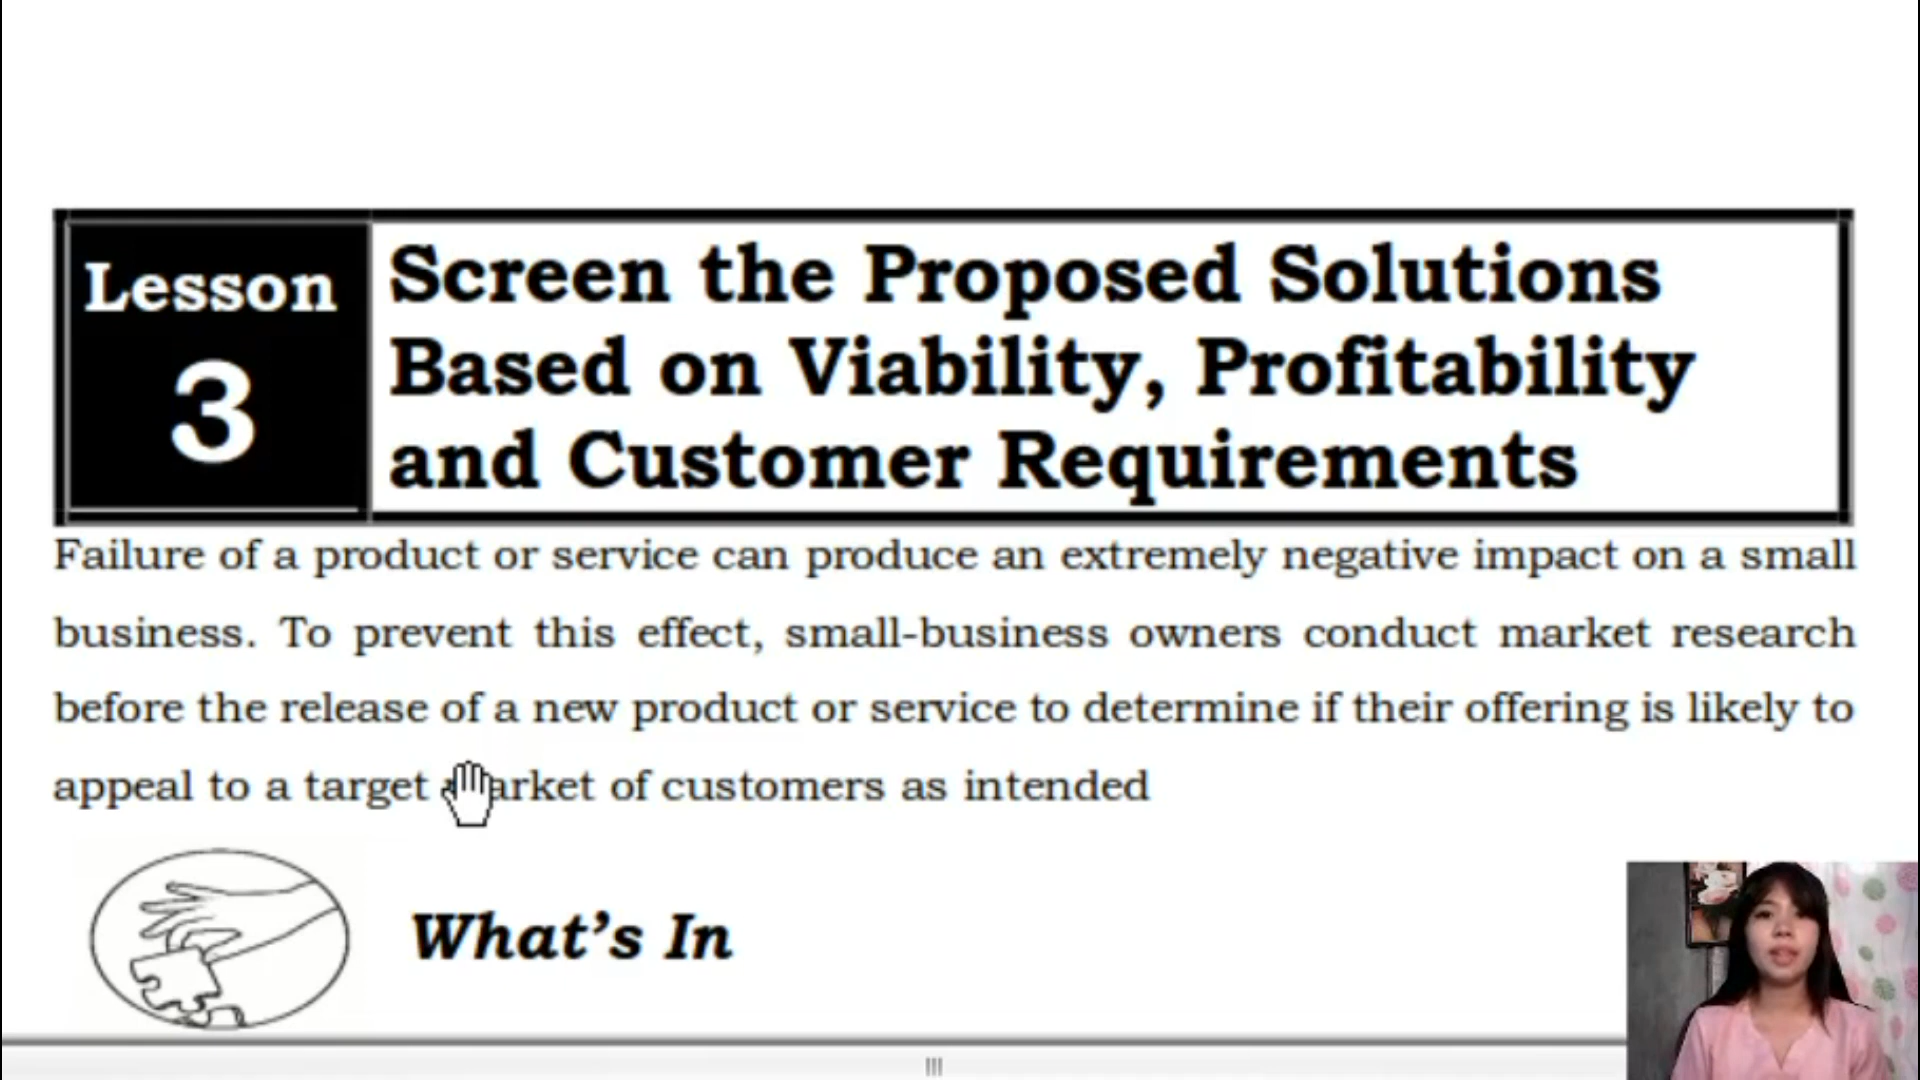 Lesson
3
Screen the Proposed Solutions
Based on Viability, Profitability
and Customer Requirements
Failure of a product or service can produce an extremely negative impact on a small
business. To prevent this effect, small-business owners conduct market research
before the release of a new product or service to determine if their offering is likely to
appeal to a target market of customers as intended
What's In